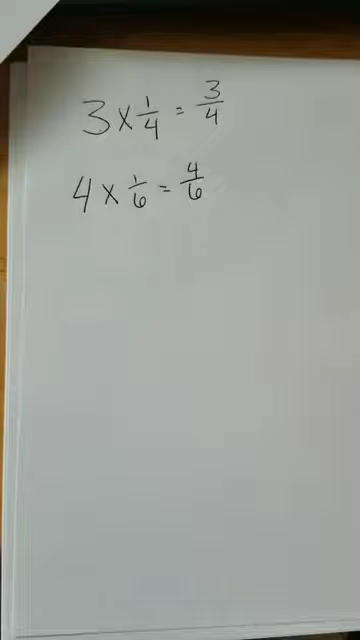 3 × 1/4 = 3/4
4 × 1/6 = 4/6